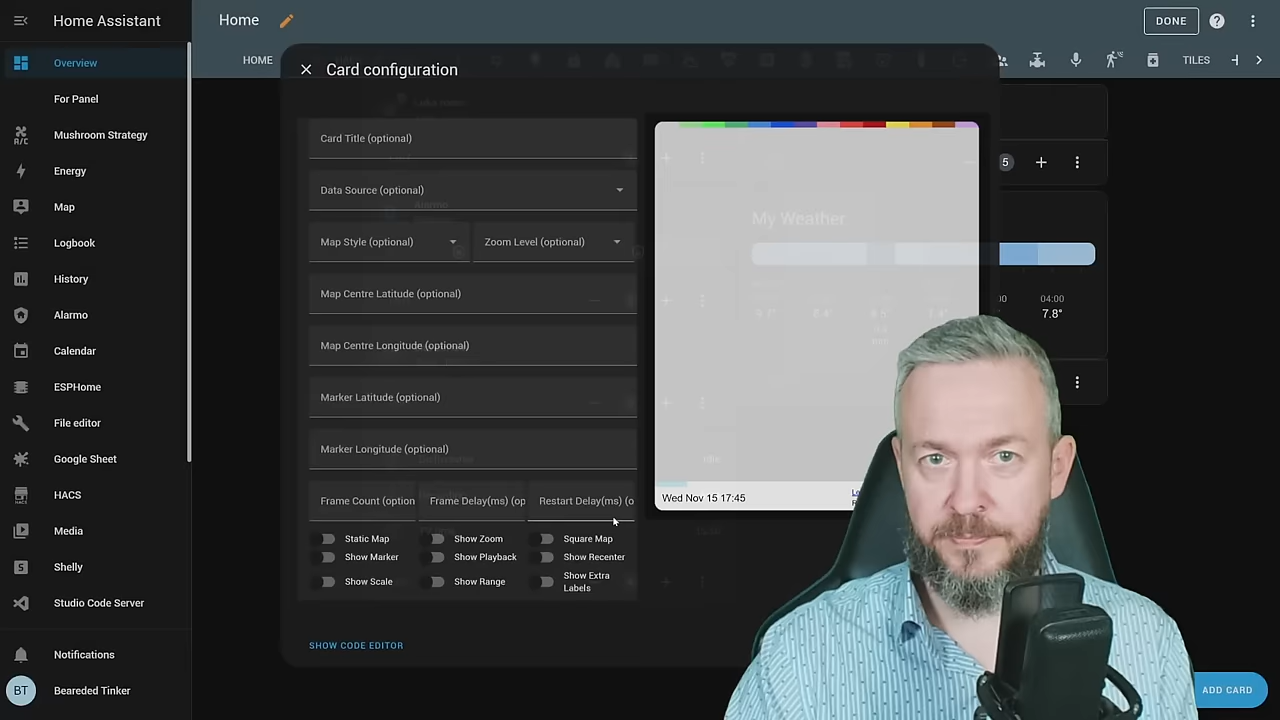 Home Assistant
Home
DONE
HOME
TILES
Overview
For Panel
Mushroom Strategy
Energy
Map
Logbook
History
Alarmo
Calendar
ESPHome
File editor
Google Sheet
HACS
Media
Shelly
Studio Code Server
Notifications
BT
Beareded Tinker
Card configuration
Card Title (optional)
Data Source (optional)
Map Style (optional)
Zoom Level (optional)
Map Centre Latitude (optional)
Map Centre Longitude (optional)
Marker Latitude (optional)
Marker Longitude (optional)
Frame Count (option
Frame Delay(ms) (op
Restart Delay(ms) (o
Static Map
Show Zoom
Square Map
Show Marker
Show Playback
Show Recenter
Show Scale
Show Range
Show Extra
Labels
SHOW CODE EDITOR
My Weather
Wed Nov 15 17:45
5
04:00
7.8°
ADD CARD